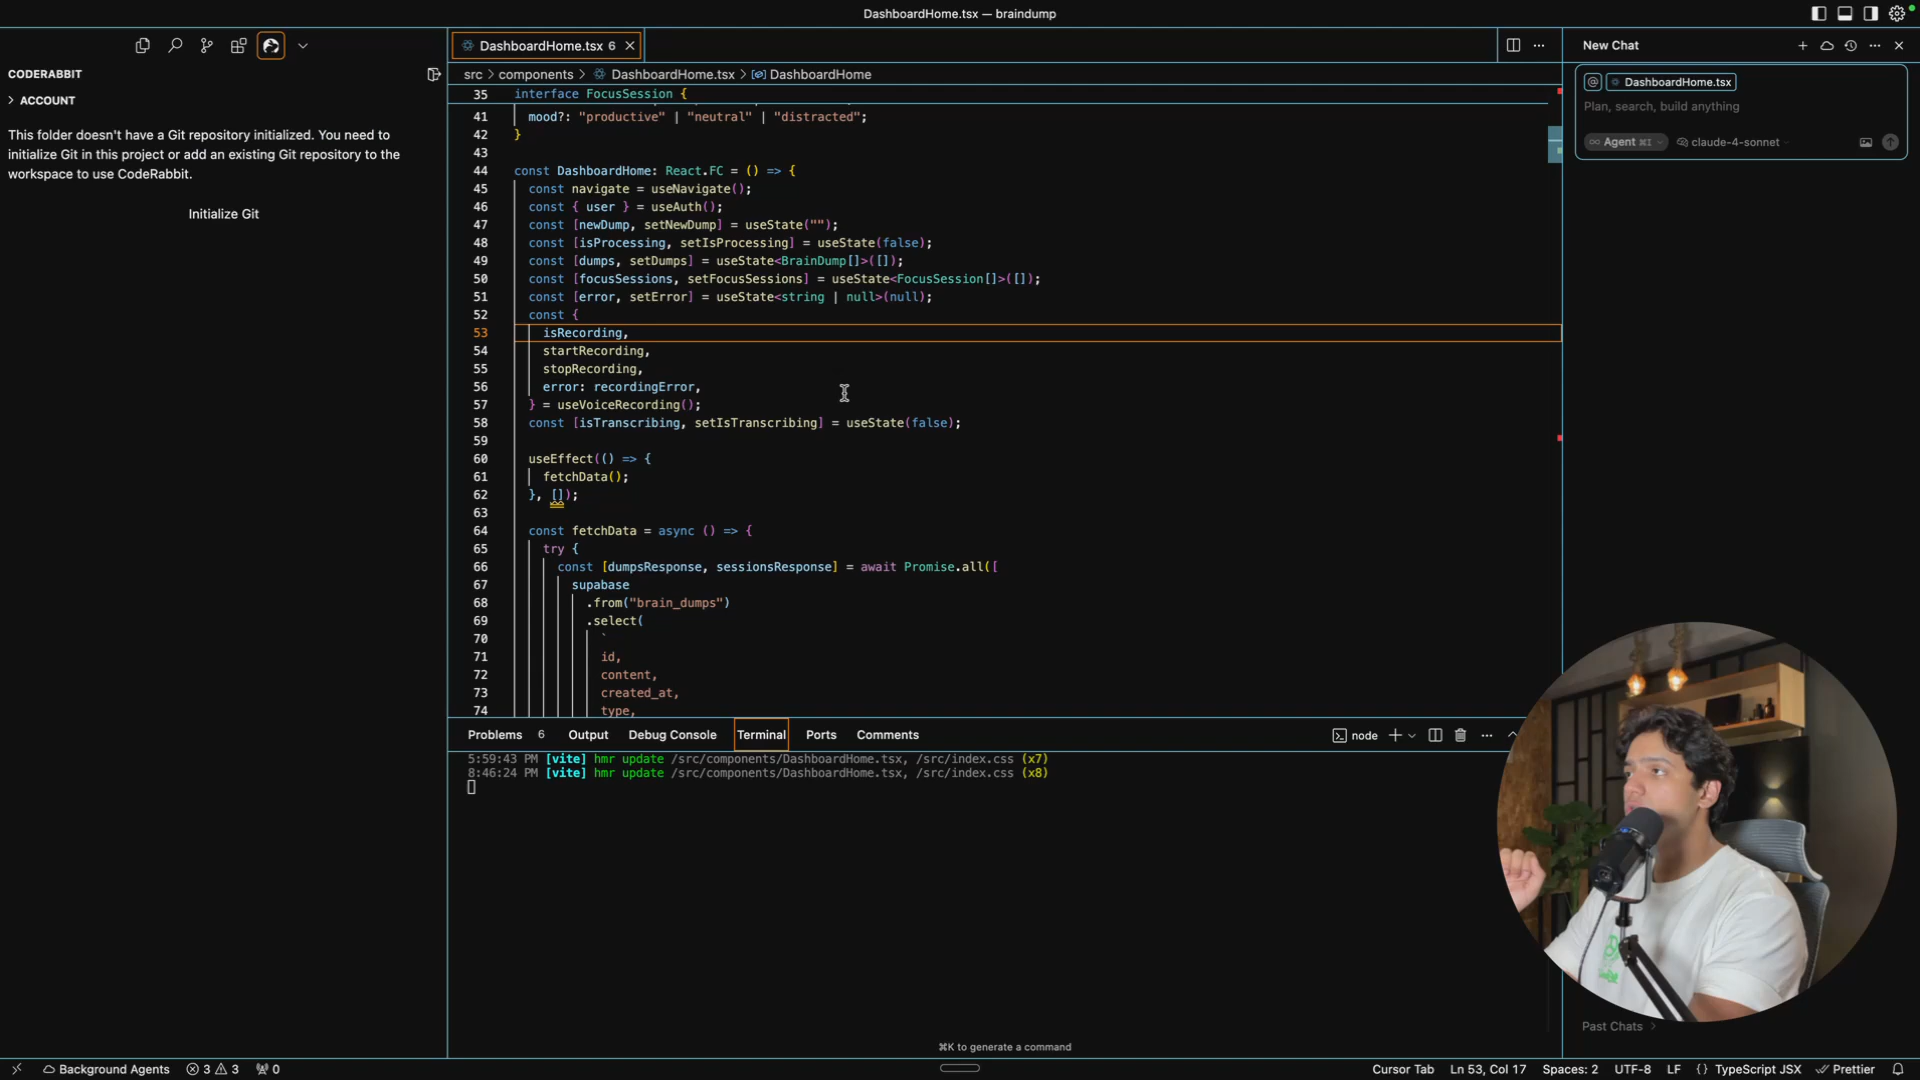 DashboardHome.tsx — braindump
CODERABBIT
ACCOUNT
This folder doesn't have a Git repository initialized. You need to
initialize Git in this project or add an existing Git repository to the
workspace to use CodeRabbit.
Initialize Git
DashboardHome.tsx 6
src > components > DashboardHome.tsx > DashboardHome
35 interface FocusSession {
41 mood?: "productive" | "neutral" | "distracted";
42 }
43
44 const DashboardHome: React.FC = () => {
45 const navigate = useNavigate();
46 const { user } = useAuth();
47 const [newDump, setNewDump] = useState("");
48 const [isProcessing, setIsProcessing] = useState(false);
49 const [dumps, setDumps] = useState<BrainDump[]>([]);
50 const [focusSessions, setFocusSessions] = useState<FocusSession[]>([]);
51 const [error, setError] = useState<string | null>(null);
52 const {
53 isRecording,
54 startRecording,
55 stopRecording,
56 error: recordingError,
57 } = useVoiceRecording();
58 const [isTranscribing, setIsTranscribing] = useState(false);
59
60 useEffect(() => {
61 fetchData();
62 }, []);
63
64 const fetchData = async () => {
65 try {
66 const [dumpsResponse, sessionsResponse] = await Promise.all([
67 supabase
68 .from("brain_dumps")
69 .select(
70 `
71 id,
72 content,
73 created_at,
74 type,
Problems 6 Output Debug Console Terminal Ports Comments
node
5:59:43 PM [vite] hmr update /src/components/DashboardHome.tsx, /src/index.css (x7)
8:46:24 PM [vite] hmr update /src/components/DashboardHome.tsx, /src/index.css (x8)
⌘K to generate a command
New Chat
@ DashboardHome.tsx
Plan, search, build anything
∞ Agent ⌘I
claude-4-sonnet
Past Chats >
Background Agents 3 3 0
Cursor Tab Ln 53, Col 17 Spaces: 2 UTF-8 LF {} TypeScript JSX Prettier